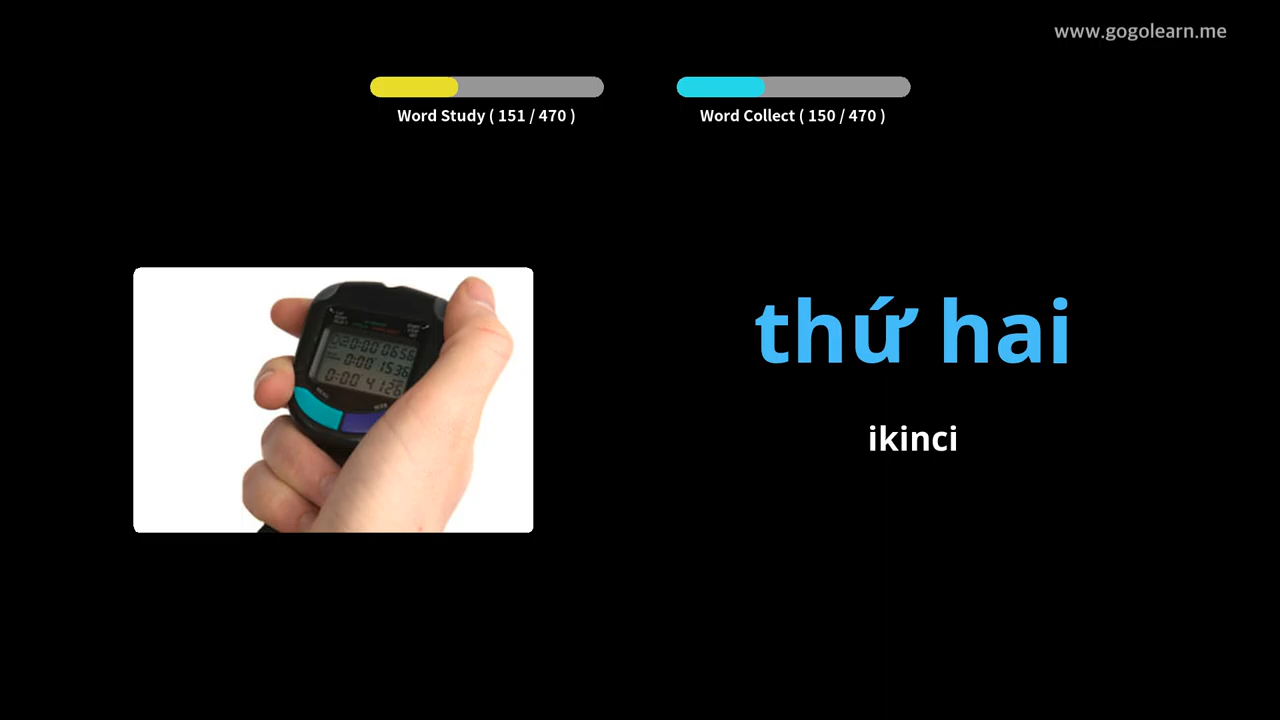 www.gogolearn.me
Word Study ( 151 / 470 )
Word Collect ( 150 / 470 )
thứ hai
ikinci